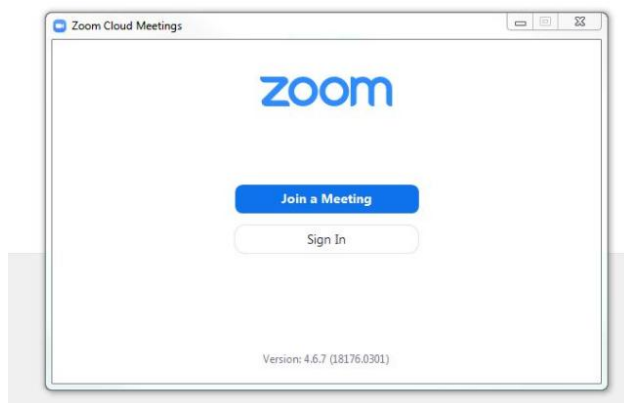 Zoom Cloud Meetings
zoom
Join a Meeting
Sign In
Version: 4.6.7 (18176.0301)